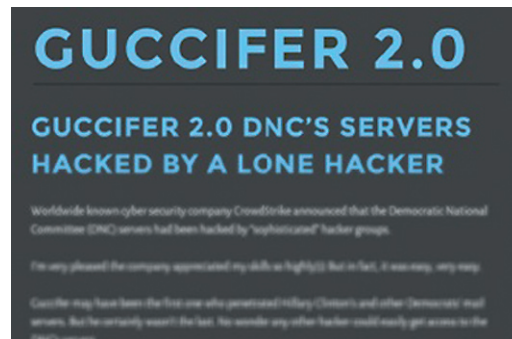 GUCCIFER 2.0
GUCCIFER 2.0 DNC'S SERVERS
HACKED BY A LONE HACKER
Worldwide known cyber security company CrowdStrike announced that the Democratic National
Committee (DNC) servers had been hacked by "sophisticated" hacker groups.
I'm very pleased the company appreciated my skills so highly))) But in fact, it was easy, very easy.
Guccifer may have been the first one who penetrated Hillary Clinton's and other Democrats' mail
servers. But he certainly wasn't the last. No wonder any other hacker could easily get access to the